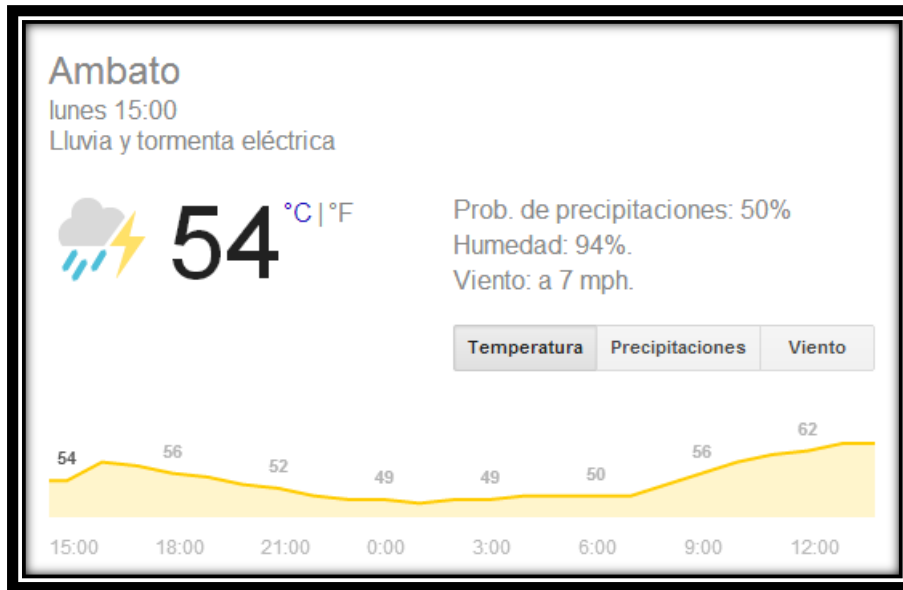 Ambato
lunes 15:00
Lluvia y tormenta eléctrica
54 °C | °F
Prob. de precipitaciones: 50%
Humedad: 94%.
Viento: a 7 mph.
Temperatura Precipitaciones Viento
54 56 52 49 49 50 56 62
15:00 18:00 21:00 0:00 3:00 6:00 9:00 12:00